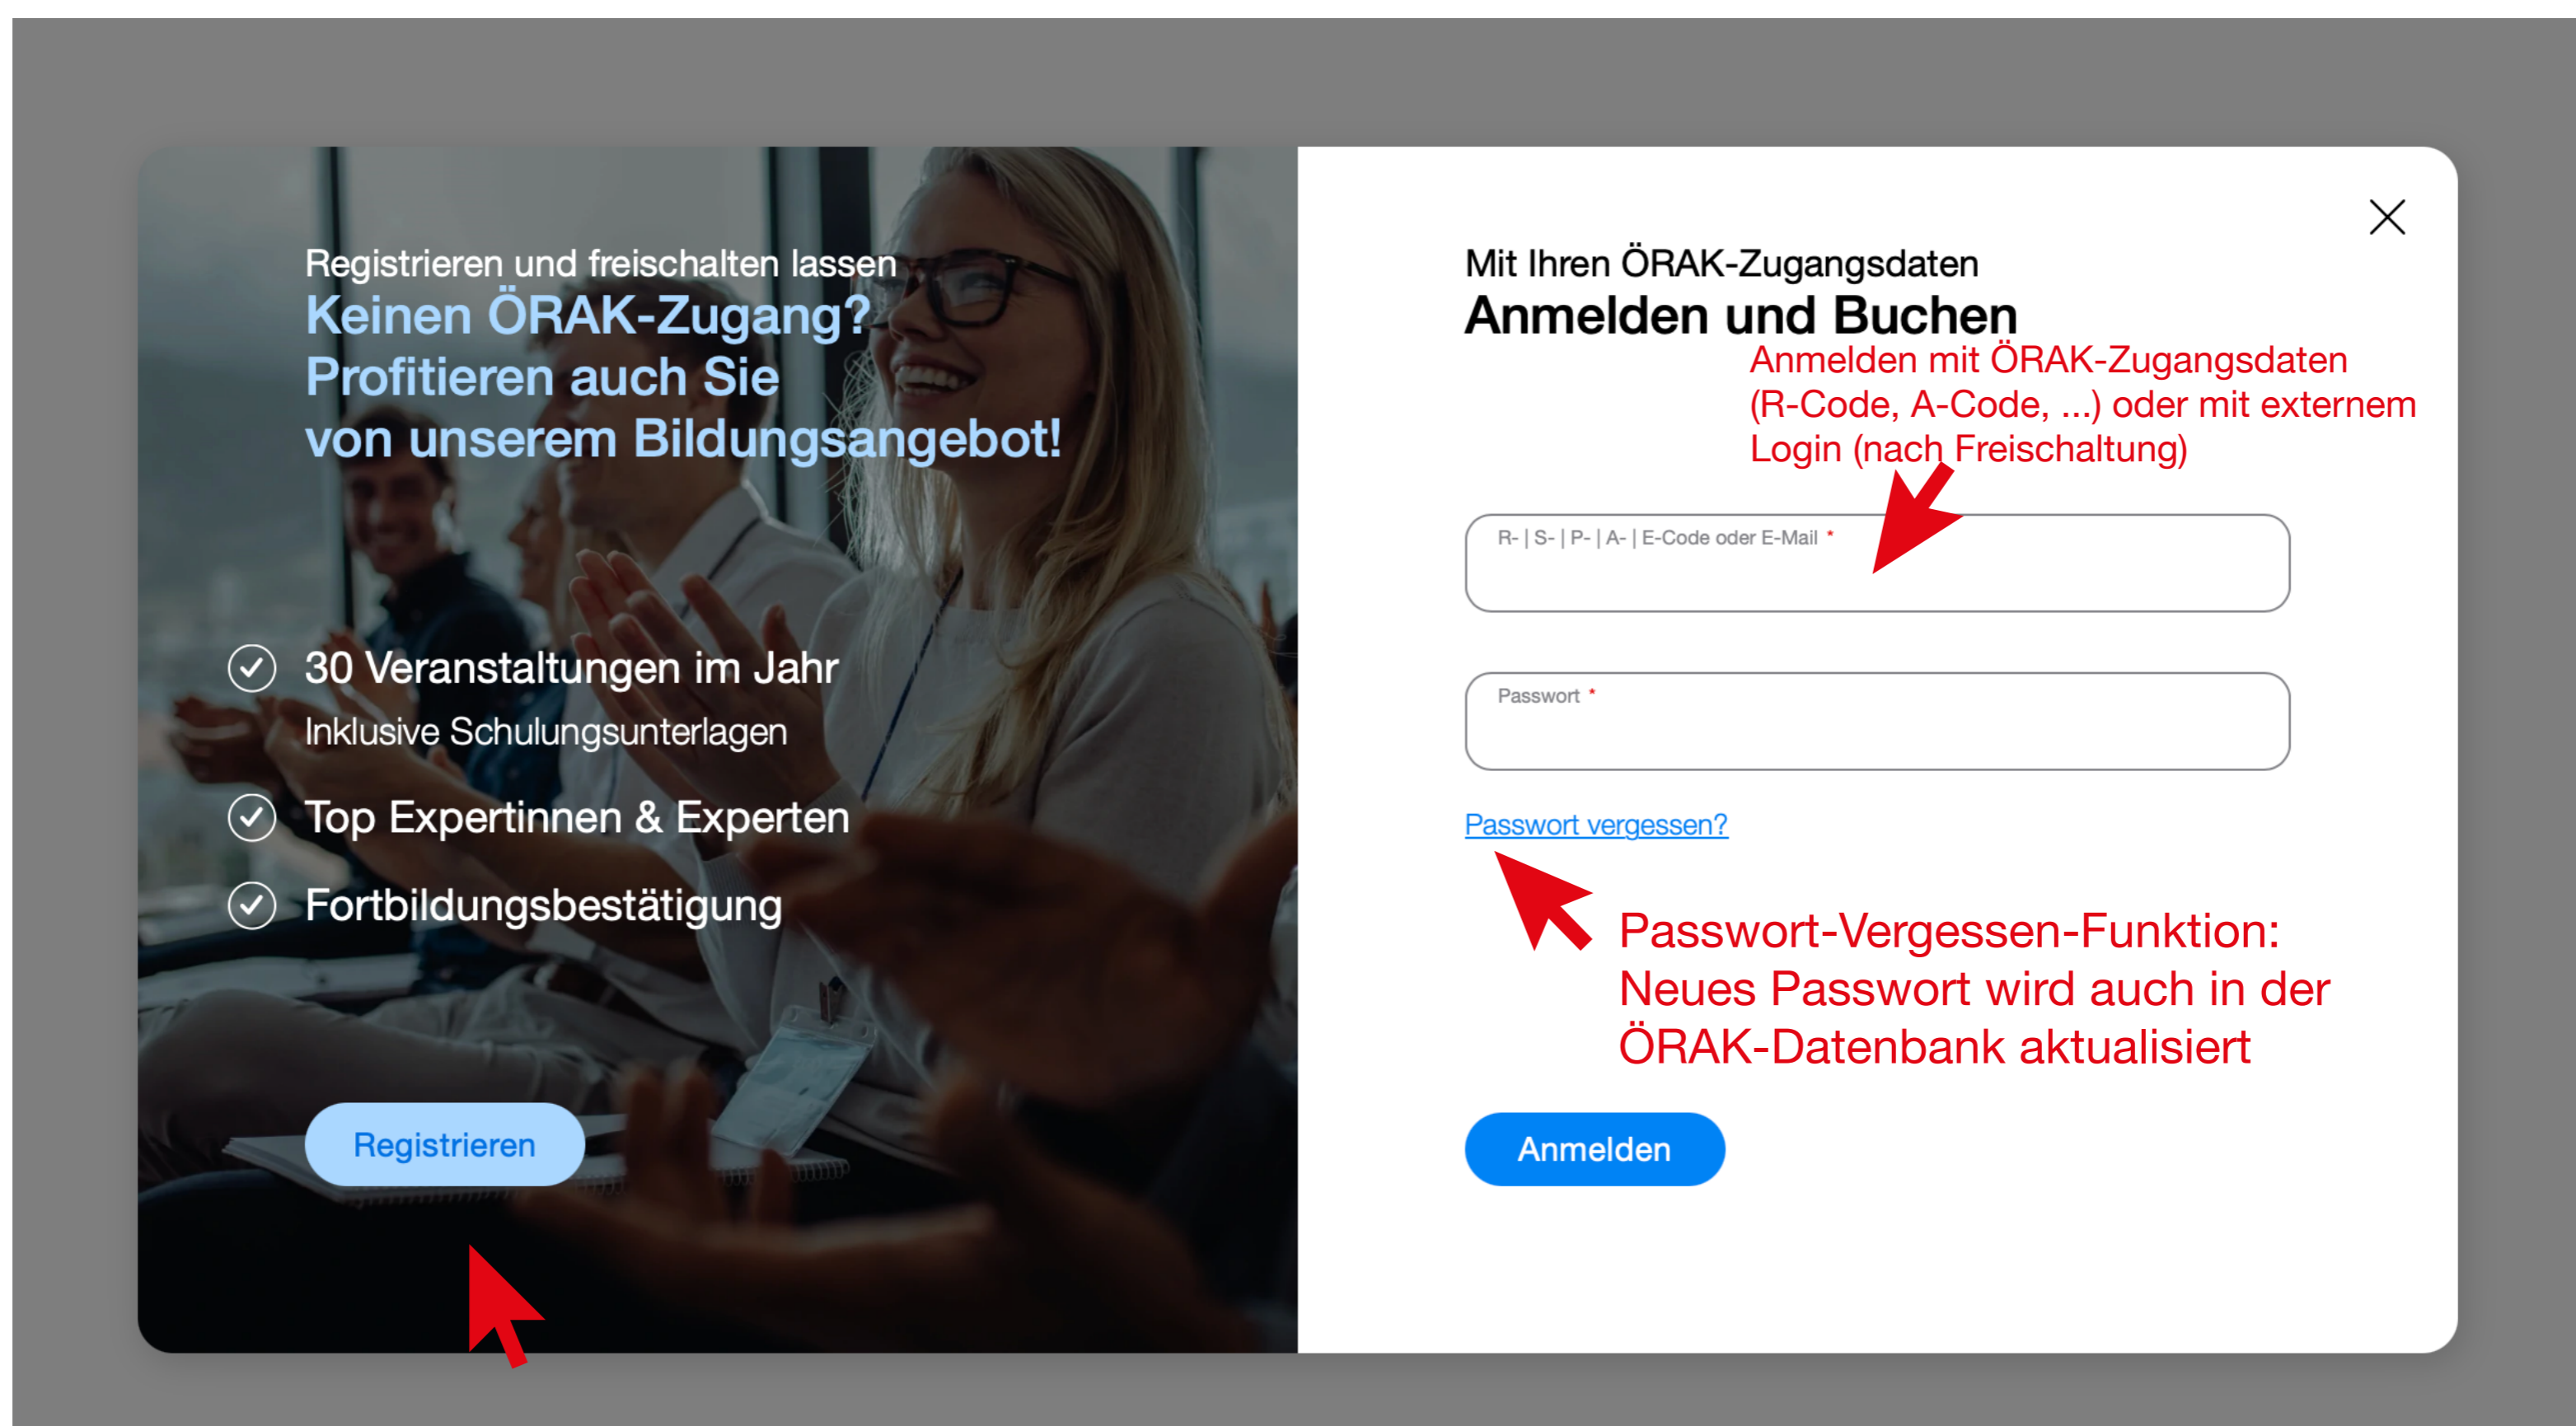 Registrieren und freischalten lassen
Keinen ÖRAK-Zugang?
Profitieren auch Sie
von unserem Bildungsangebot!
30 Veranstaltungen im Jahr
Inklusive Schulungsunterlagen
Top Expertinnen & Experten
Fortbildungsbestätigung
Registrieren
Mit Ihren ÖRAK-Zugangsdaten
Anmelden und Buchen
Anmelden mit ÖRAK-Zugangsdaten
(R-Code, A-Code, ...) oder mit externem
Login (nach Freischaltung)
R- | S- | P- | A- | E-Code oder E-Mail *
Passwort *
Passwort vergessen?
Passwort-Vergessen-Funktion:
Neues Passwort wird auch in der
ÖRAK-Datenbank aktualisiert
Anmelden